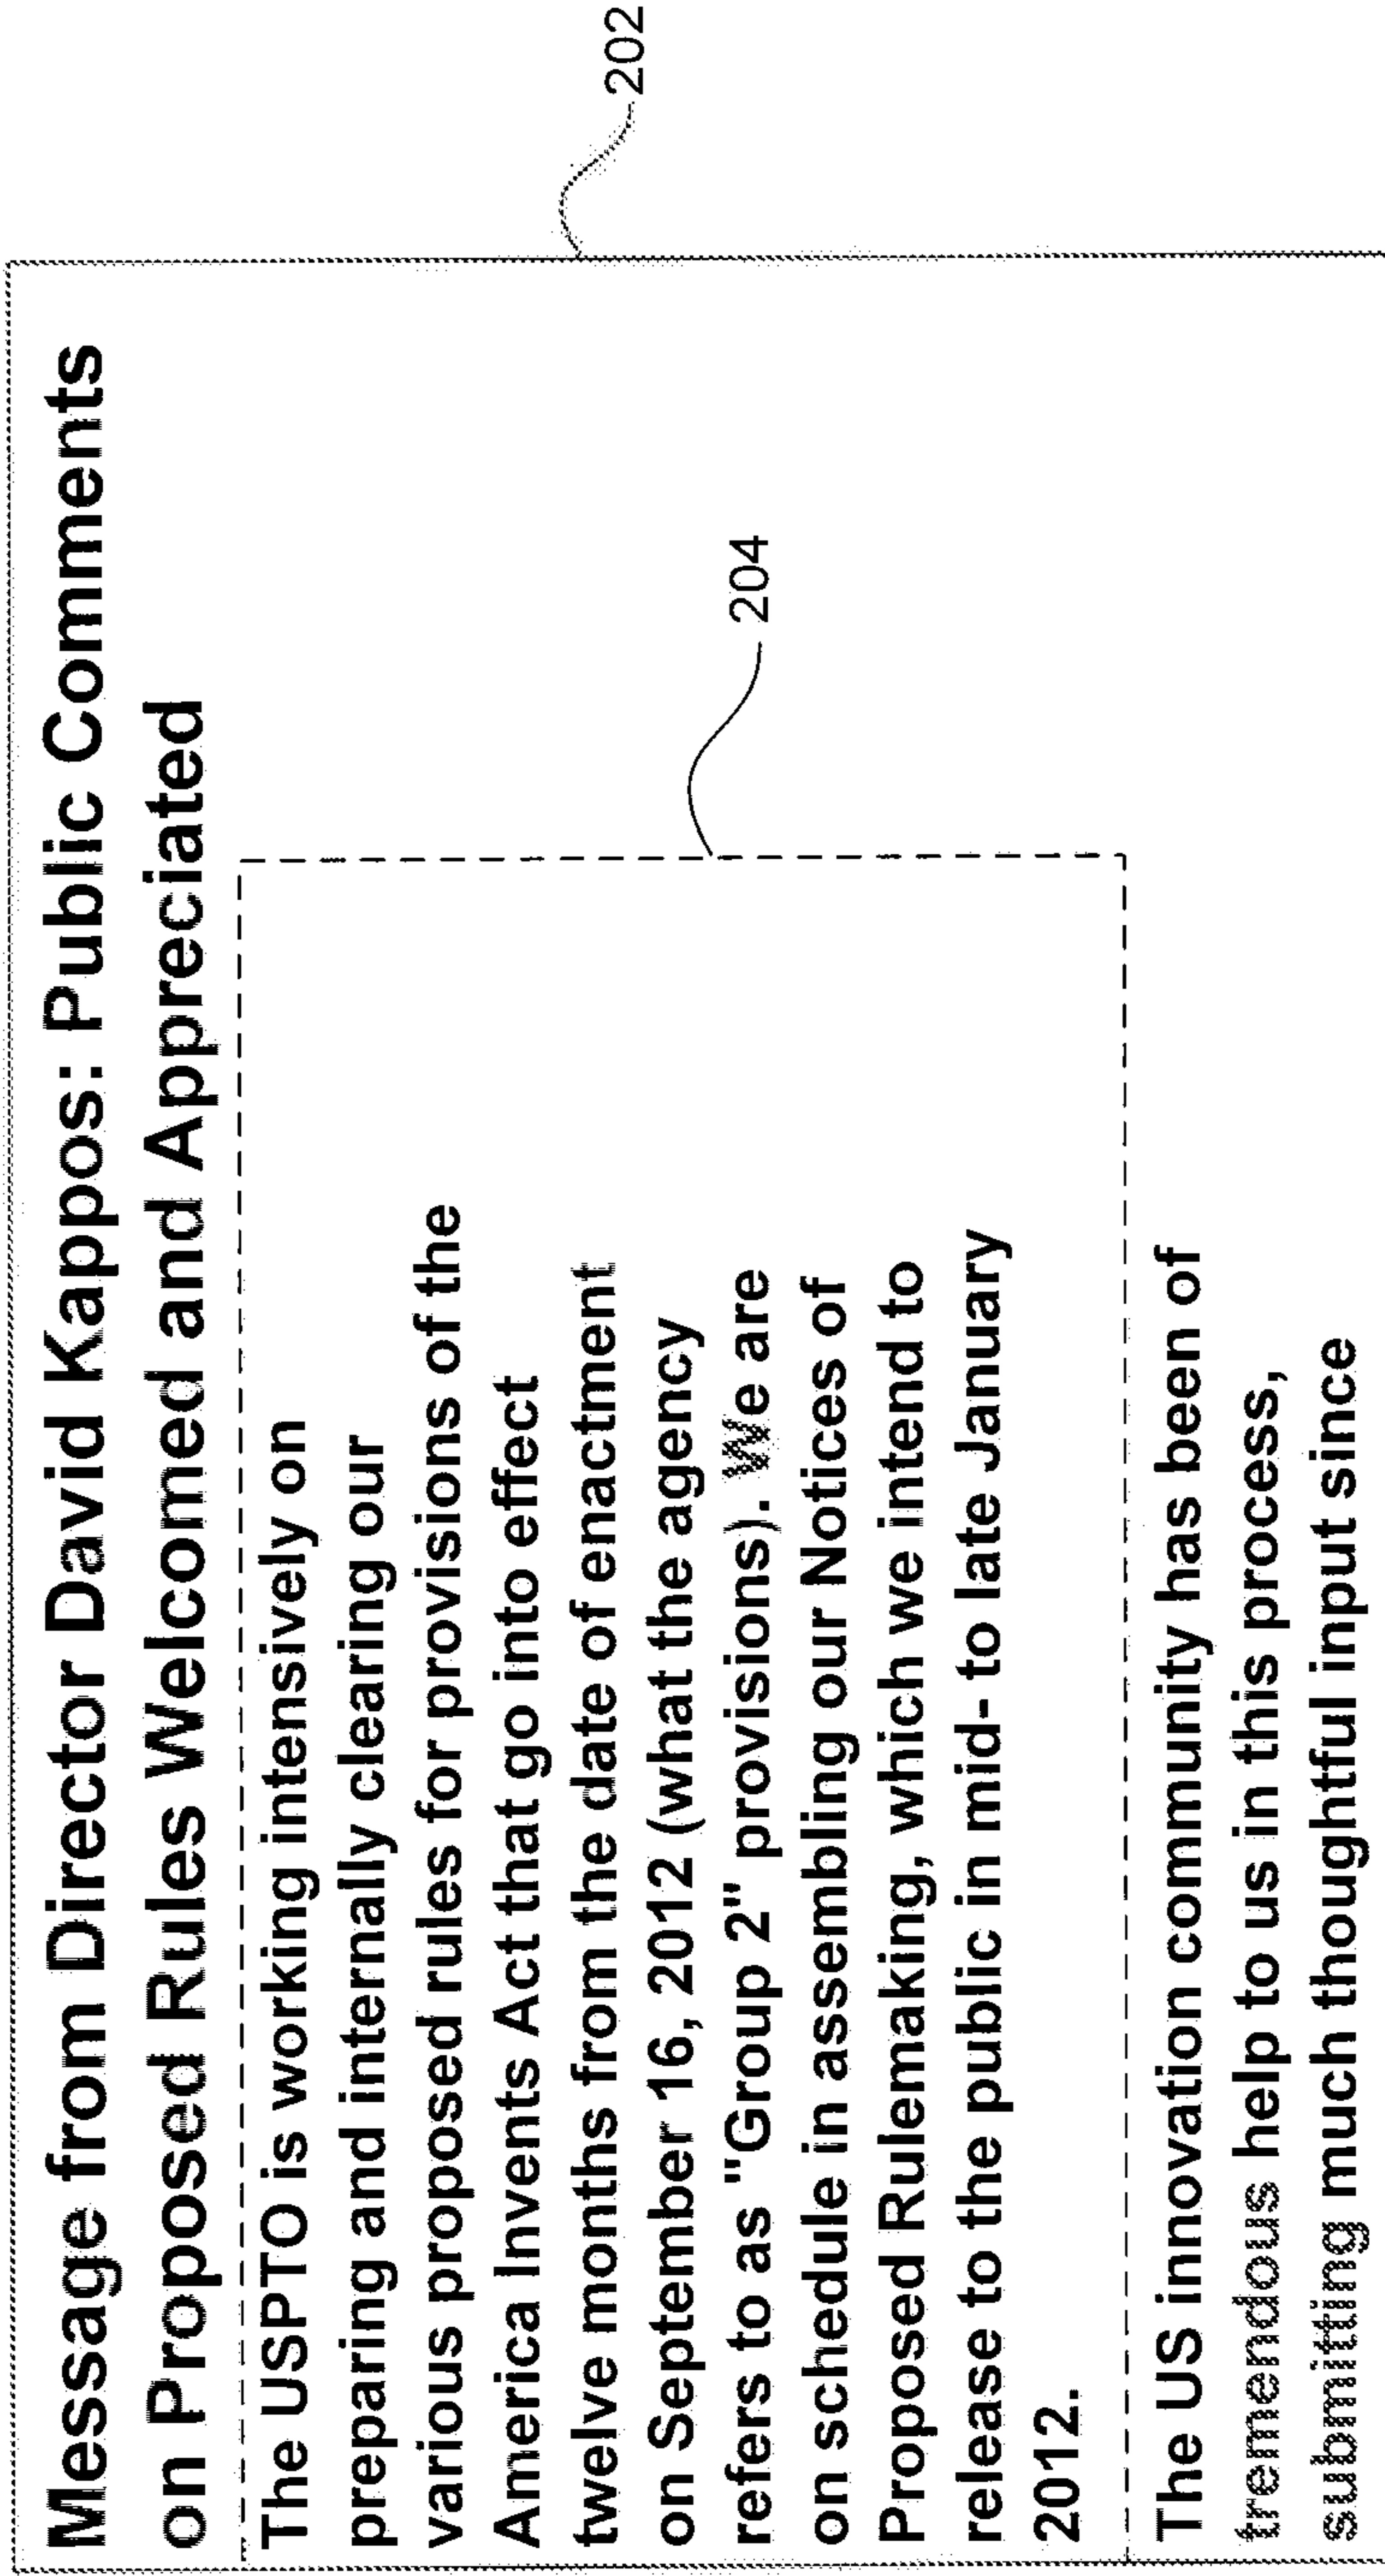 Message from Director David Kappos: Public Comments
on Proposed Rules Welcomed and Appreciated
The USPTO is working intensively on
preparing and internally clearing our
various proposed rules for provisions of the
America Invents Act that go into effect
twelve months from the date of enactment
on September 16, 2012 (what the agency
refers to as "Group 2" provisions). We are
on schedule in assembling our Notices of
Proposed Rulemaking, which we intend to
release to the public in mid- to late January
2012.
The US innovation community has been of
tremendous help to us in this process,
submitting much thoughtful input since
202
204